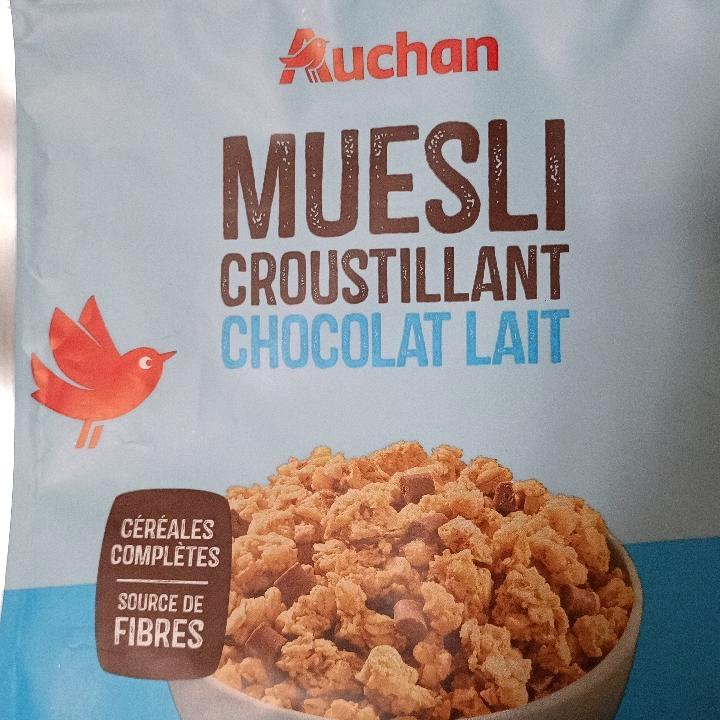 Auchan
MUESLI
CROUSTILLANT
CHOCOLAT LAIT
CÉRÉALES
COMPLÈTES
SOURCE DE
FIBRES